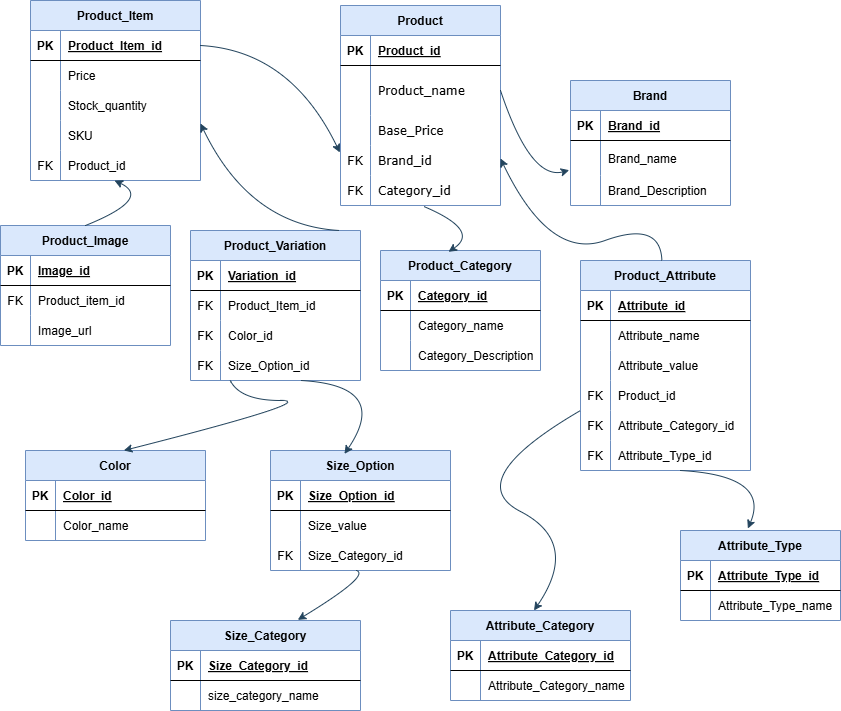 Product_Item
PK Product_Item_id
Price
Stock_quantity
SKU
FK Product_id
Product
PK Product_id
Product_name
Base_Price
FK Brand_id
FK Category_id
Brand
PK Brand_id
Brand_name
Brand_Description
Product_Image
PK Image_id
FK Product_item_id
Image_url
Product_Variation
PK Variation_id
FK Product_Item_id
FK Color_id
FK Size_Option_id
Product_Category
PK Category_id
Category_name
Category_Description
Product_Attribute
PK Attribute_id
Attribute_name
Attribute_value
FK Product_id
FK Attribute_Category_id
FK Attribute_Type_id
Color
PK Color_id
Color_name
Size_Option
PK Size_Option_id
Size_value
FK Size_Category_id
Attribute_Type
PK Attribute_Type_id
Attribute_Type_name
Size_Category
PK Size_Category_id
size_category_name
Attribute_Category
PK Attribute_Category_id
Attribute_Category_name